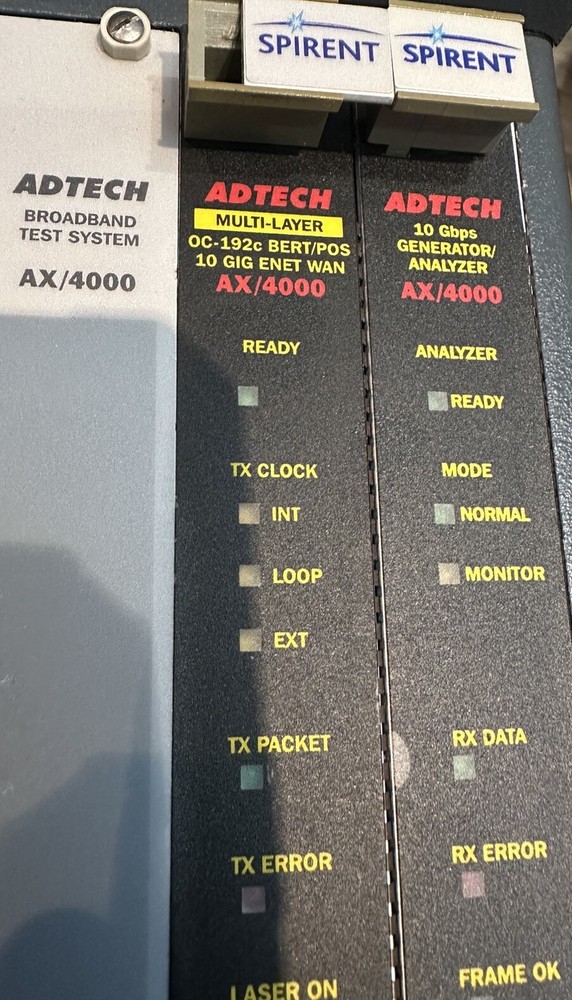 SPIRENT
SPIRENT
ADTECH
BROADBAND
TEST SYSTEM
AX/4000
ADTECH
MULTI-LAYER
OC-192c BERT/POS
10 GIG ENET WAN
AX/4000
READY
TX CLOCK
INT
LOOP
EXT
TX PACKET
TX ERROR
LASER ON
ADTECH
10 Gbps
GENERATOR/
ANALYZER
AX/4000
ANALYZER
READY
MODE
NORMAL
MONITOR
RX DATA
RX ERROR
FRAME OK